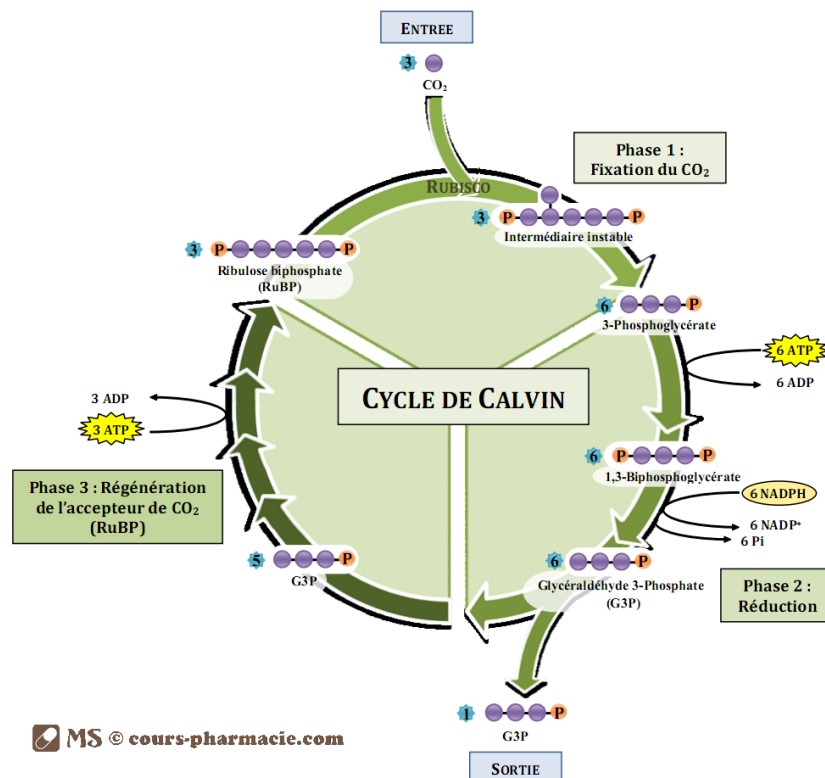 ENTREE
3
CO₂
Phase 1 :
Fixation du CO₂
RUBISCO
3 P P
Intermédiaire instable
3 P P
Ribulose biphosphate
(RuBP)
6 P
3-Phosphoglycérate
6 ATP
6 ADP
CYCLE DE CALVIN
3 ADP
3 ATP
6 P P
1,3-Biphosphoglycérate
6 NADPH
6 NADP⁺
6 Pi
Phase 3 : Régénération
de l'accepteur de CO₂
(RuBP)
5 P
G3P
6 P
Glycéraldéhyde 3-Phosphate
(G3P)
Phase 2 :
Réduction
1 P
G3P
SORTIE
MS © cours-pharmacie.com